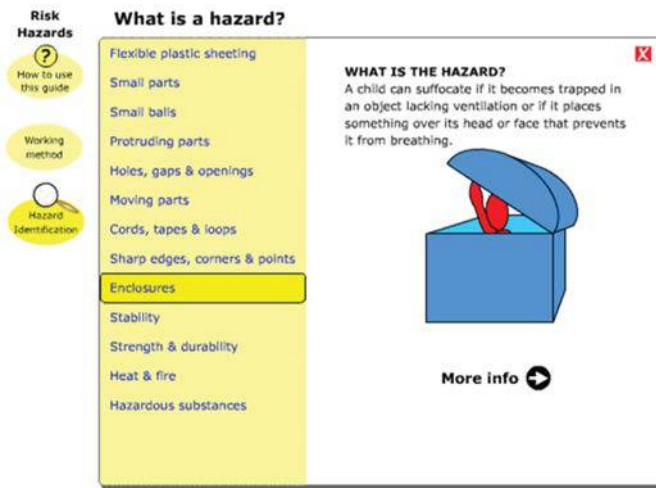 Risk
Hazards
?
How to use
this guide
Working
method
Hazard
Identification
What is a hazard?
Flexible plastic sheeting
Small parts
Small balls
Protruding parts
Holes, gaps & openings
Moving parts
Cords, tapes & loops
Sharp edges, corners & points
Enclosures
Stability
Strength & durability
Heat & fire
Hazardous substances
X
WHAT IS THE HAZARD?
A child can suffocate if it becomes trapped in
an object lacking ventilation or if it places
something over its head or face that prevents
it from breathing.
More info